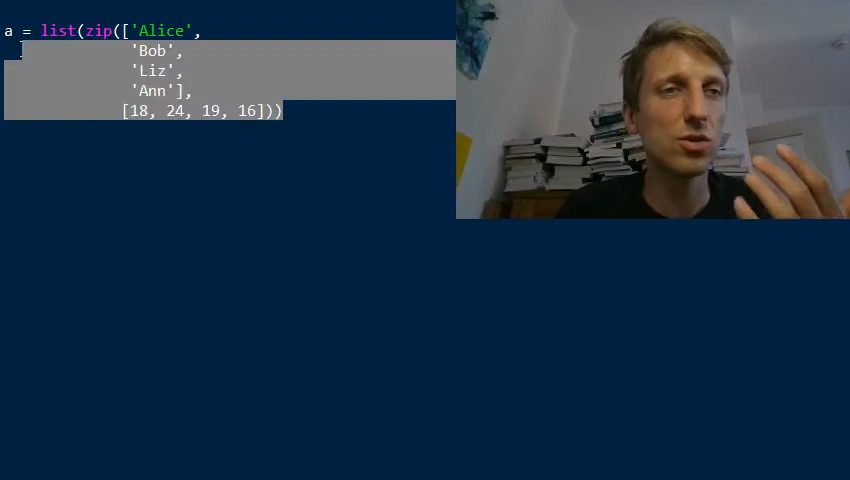 a = list(zip(['Alice',
'Bob',
'Liz',
'Ann'],
[18, 24, 19, 16]))